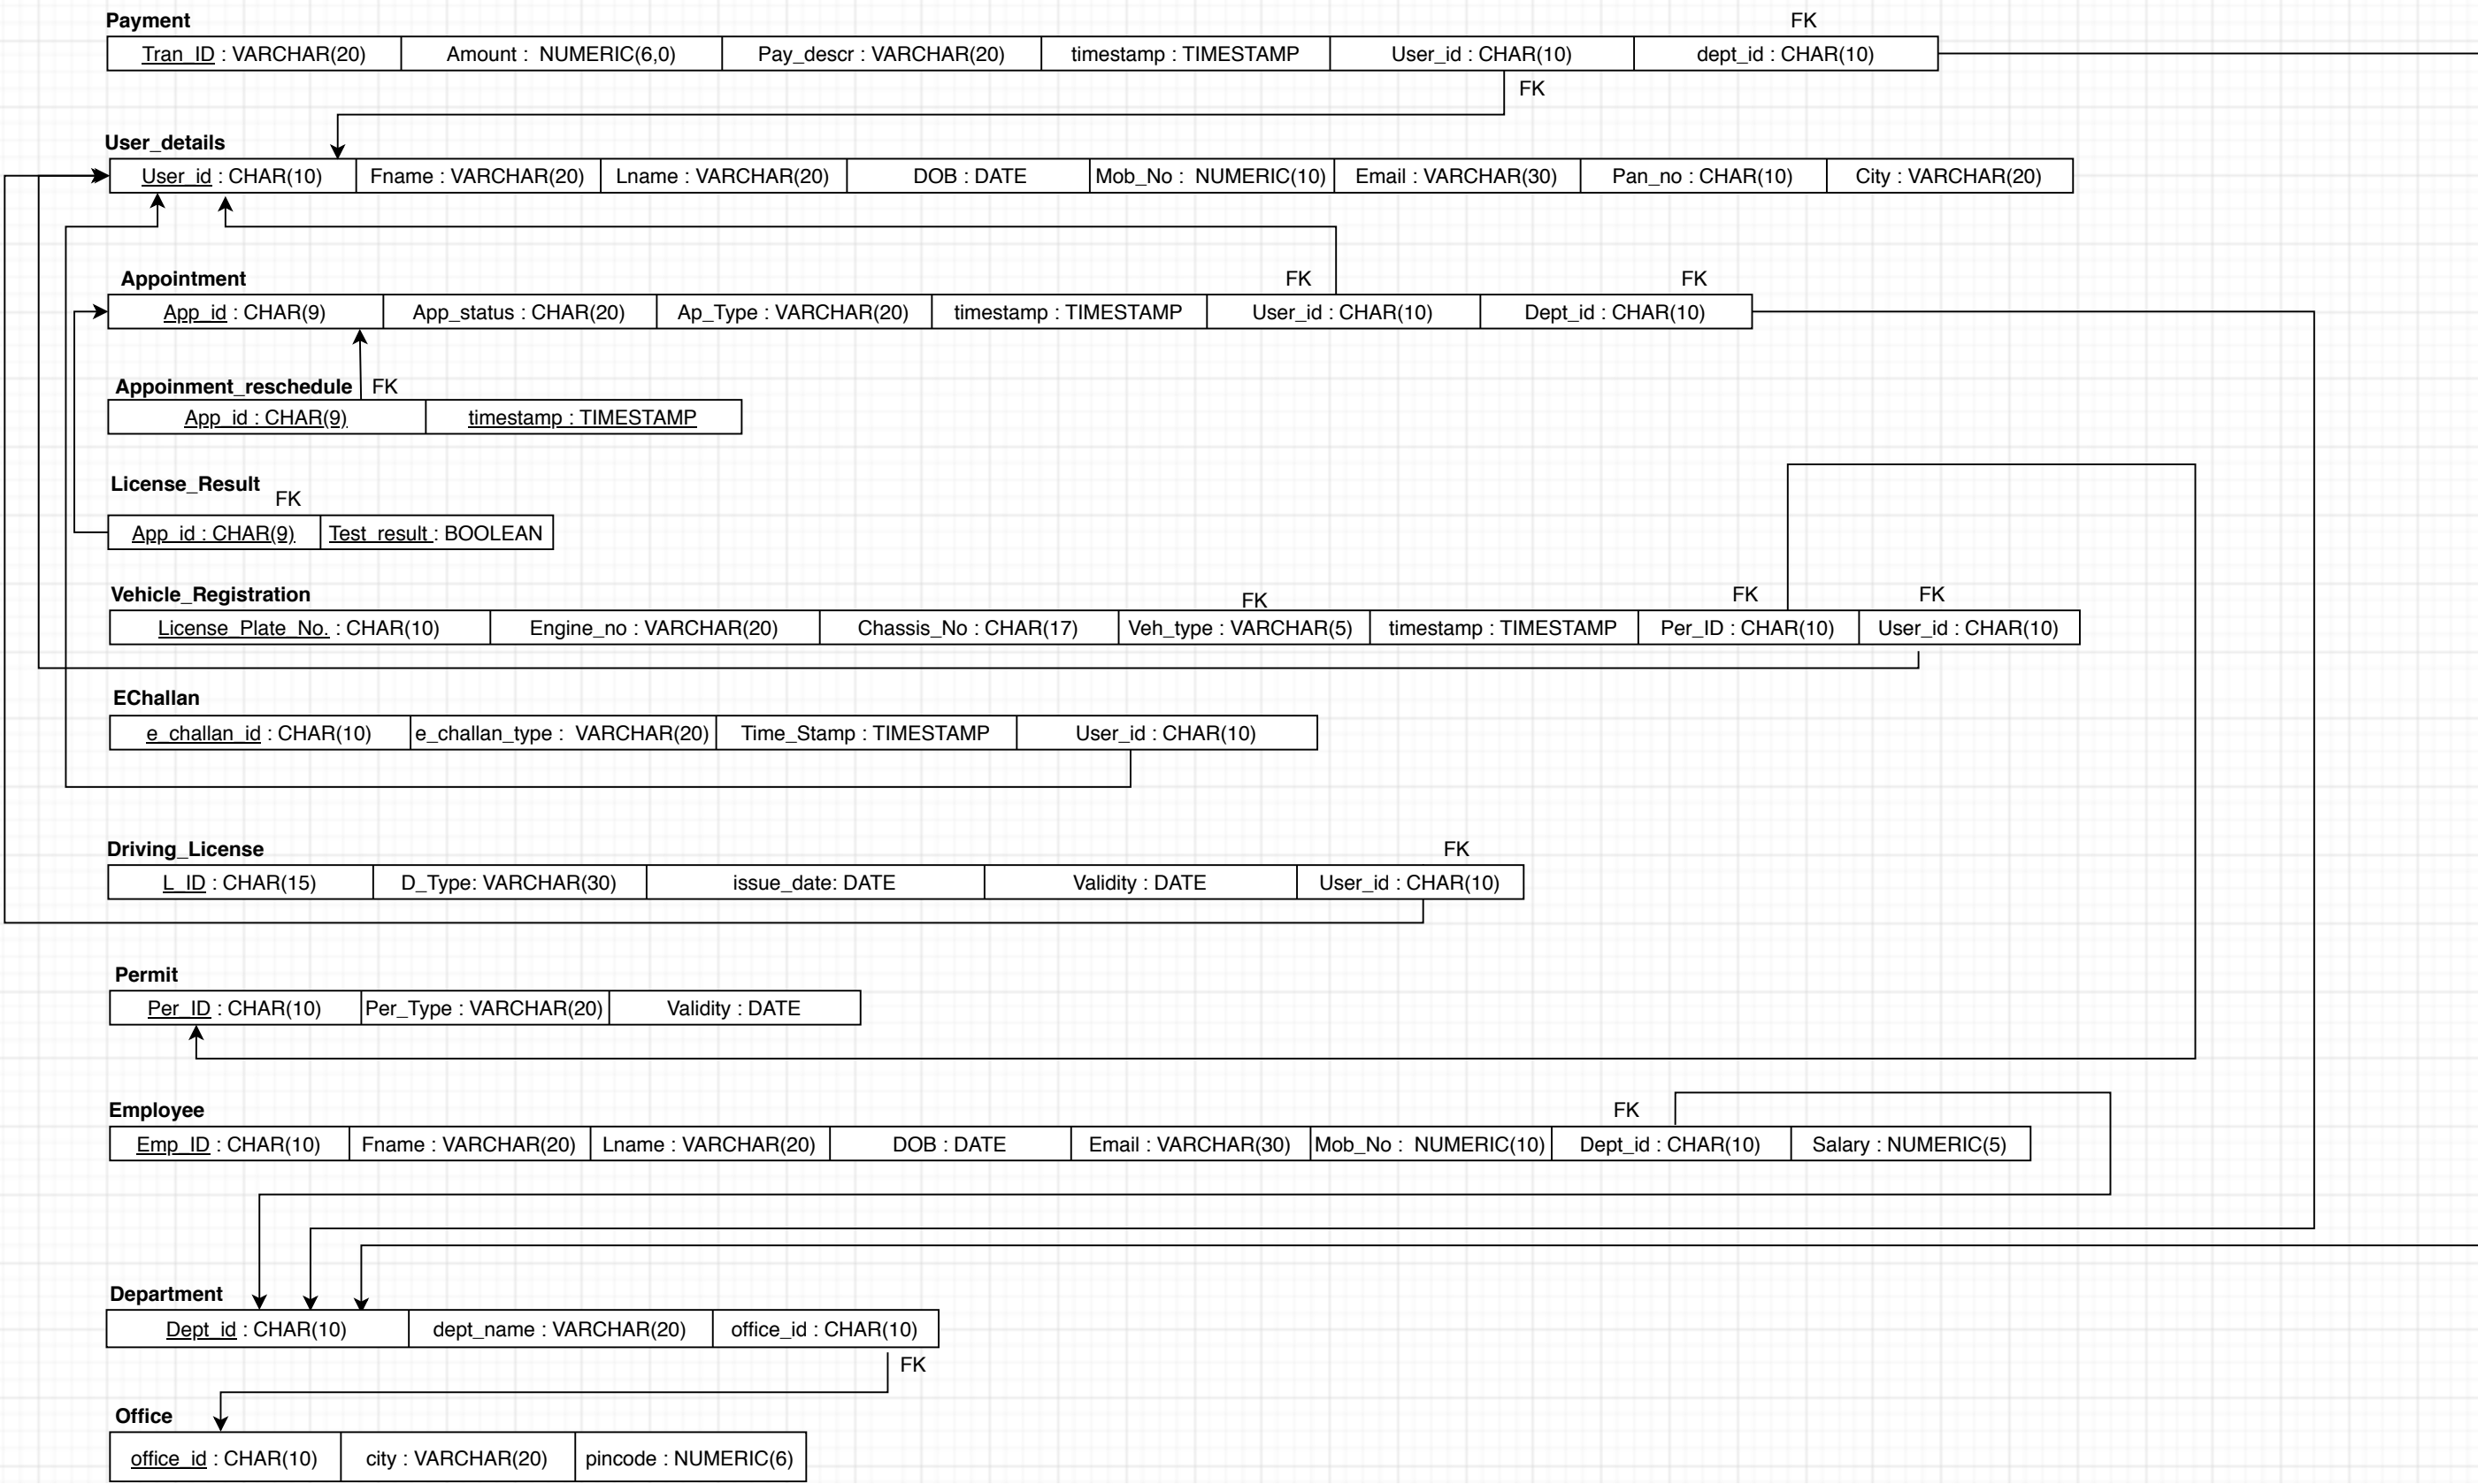 Payment
FK
Tran_ID : VARCHAR(20) Amount : NUMERIC(6,0) Pay_descr : VARCHAR(20) timestamp : TIMESTAMP User_id : CHAR(10) dept_id : CHAR(10)
FK
User_details
User_id : CHAR(10) Fname : VARCHAR(20) Lname : VARCHAR(20) DOB : DATE Mob_No : NUMERIC(10) Email : VARCHAR(30) Pan_no : CHAR(10) City : VARCHAR(20)
Appointment FK FK
App_id : CHAR(9) App_status : CHAR(20) Ap_Type : VARCHAR(20) timestamp : TIMESTAMP User_id : CHAR(10) Dept_id : CHAR(10)
Appoinment_reschedule FK
App_id : CHAR(9) timestamp : TIMESTAMP
License_Result
FK
App_id : CHAR(9) Test_result : BOOLEAN
Vehicle_Registration FK FK FK
License_Plate_No. : CHAR(10) Engine_no : VARCHAR(20) Chassis_No : CHAR(17) Veh_type : VARCHAR(5) timestamp : TIMESTAMP Per_ID : CHAR(10) User_id : CHAR(10)
EChallan
e_challan_id : CHAR(10) e_challan_type : VARCHAR(20) Time_Stamp : TIMESTAMP User_id : CHAR(10)
Driving_License FK
L_ID : CHAR(15) D_Type: VARCHAR(30) issue_date: DATE Validity : DATE User_id : CHAR(10)
Permit
Per_ID : CHAR(10) Per_Type : VARCHAR(20) Validity : DATE
Employee FK
Emp_ID : CHAR(10) Fname : VARCHAR(20) Lname : VARCHAR(20) DOB : DATE Email : VARCHAR(30) Mob_No : NUMERIC(10) Dept_id : CHAR(10) Salary : NUMERIC(5)
Department
Dept_id : CHAR(10) dept_name : VARCHAR(20) office_id : CHAR(10)
FK
Office
office_id : CHAR(10) city : VARCHAR(20) pincode : NUMERIC(6)